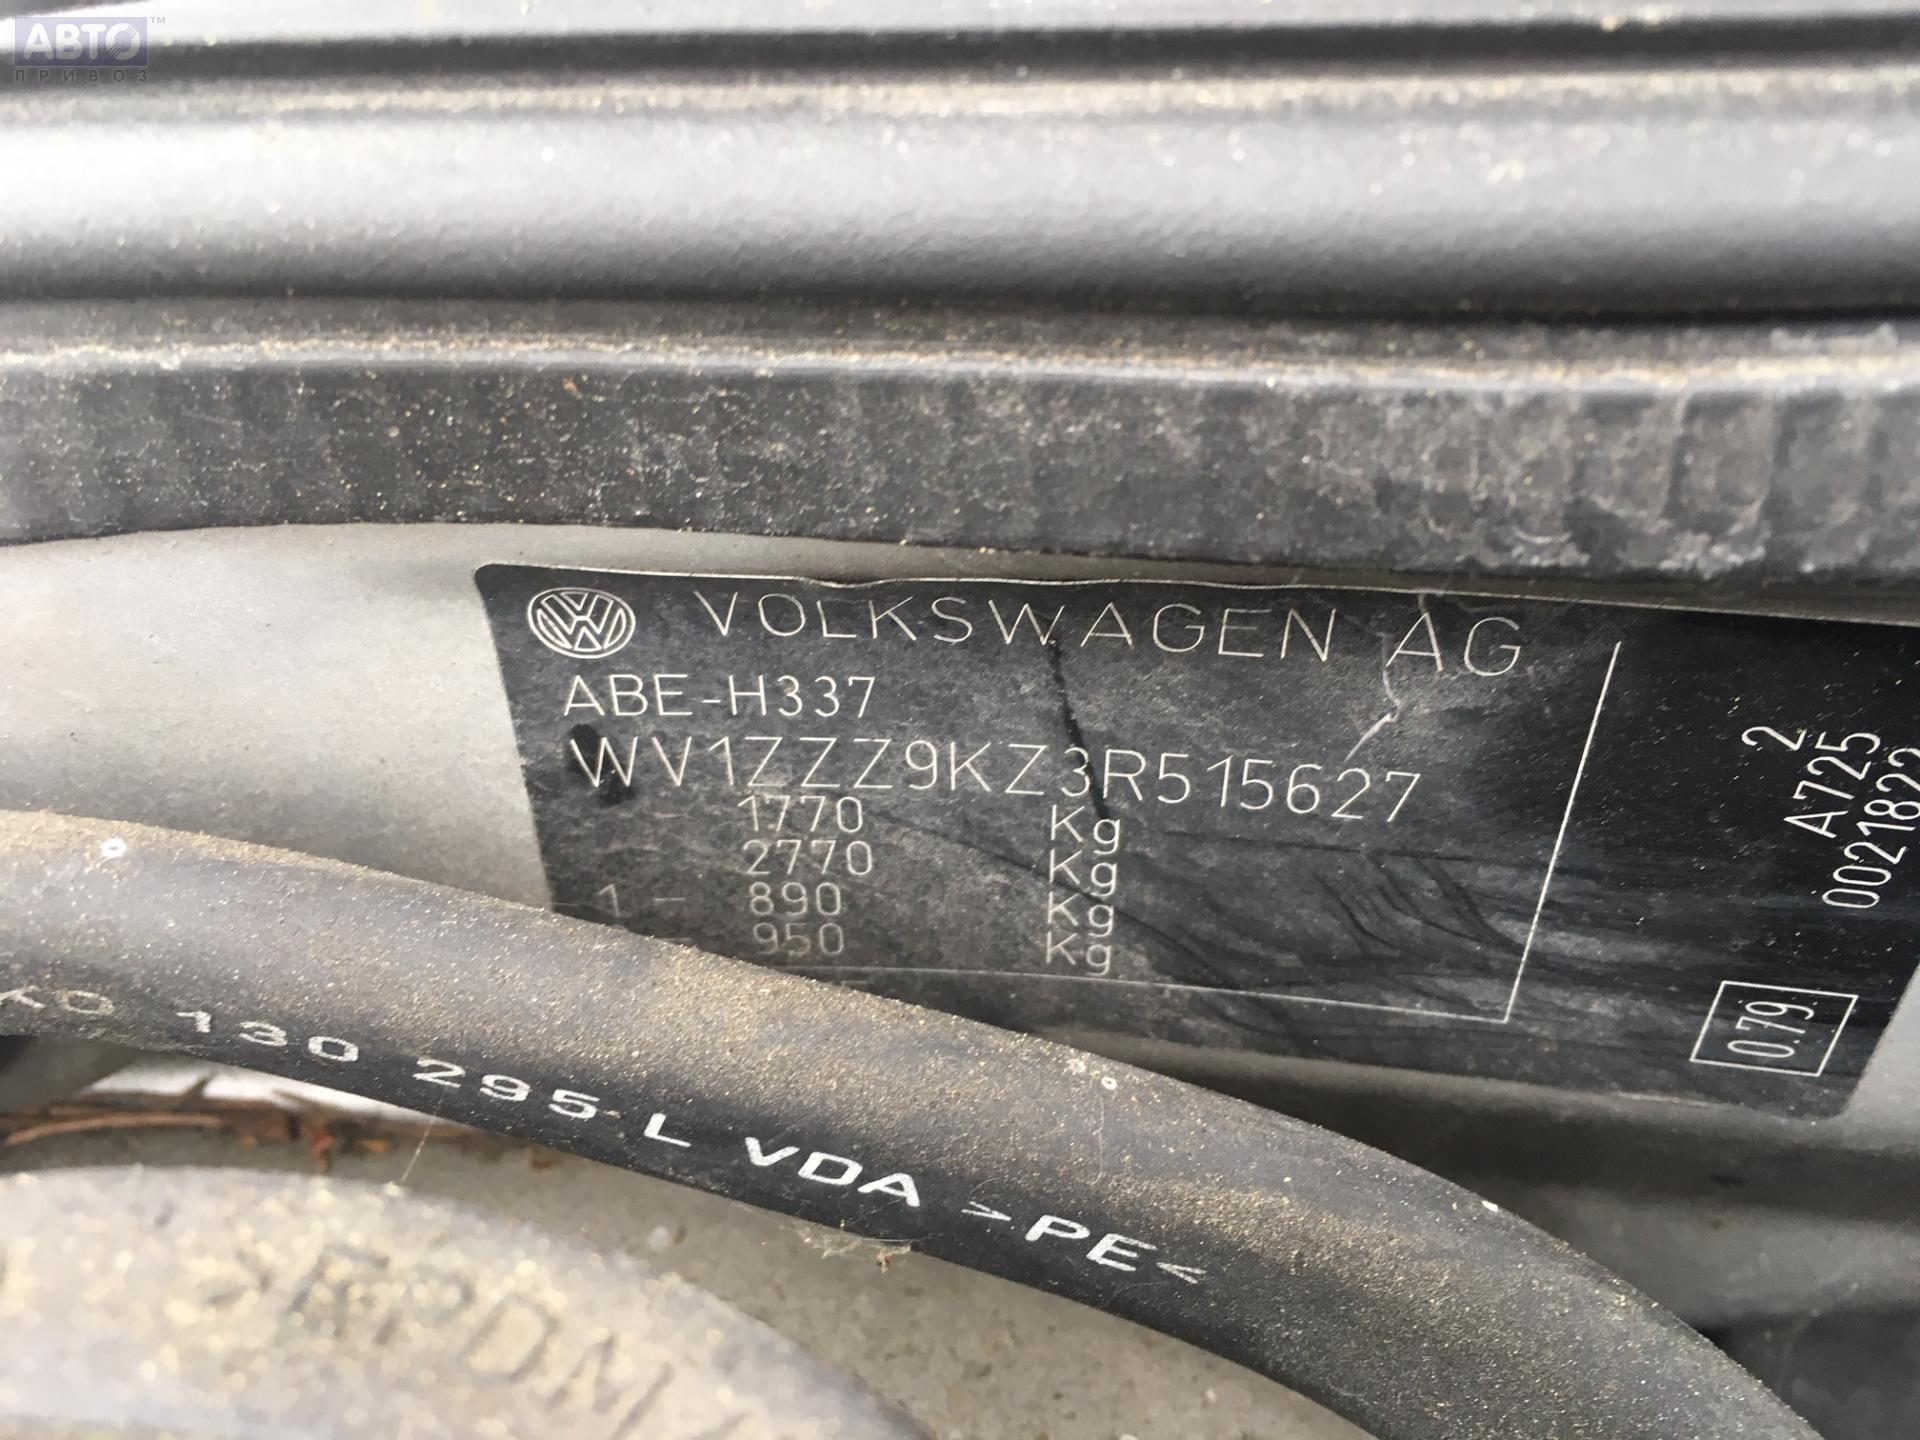 АВТО™
ПРИВОЗ
VOLKSWAGEN AG
ABE-H337
WV1ZZZ9KZ3R515627
1770 Kg
2770 Kg
1 - 890 Kg
950 Kg
2
A725
0021822
0.79
130 295 L VDA >PE<